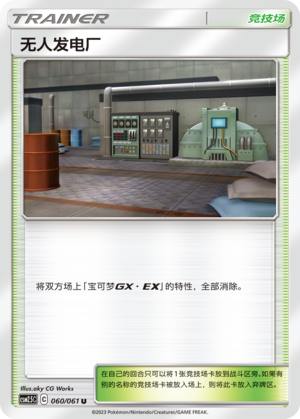 TRAINER 竞技场
无人发电厂
将双方场上「宝可梦GX・EX」的特性，全部消除。
Illus.aky CG Works
CSM2.5C C 060/061 U
在自己的回合只可以将1张竞技场卡放到战斗区旁。如果有
别的名称的竞技场卡被放入场上，则将此卡放入弃牌区。
©2023 Pokémon/Nintendo/Creatures/GAME FREAK.